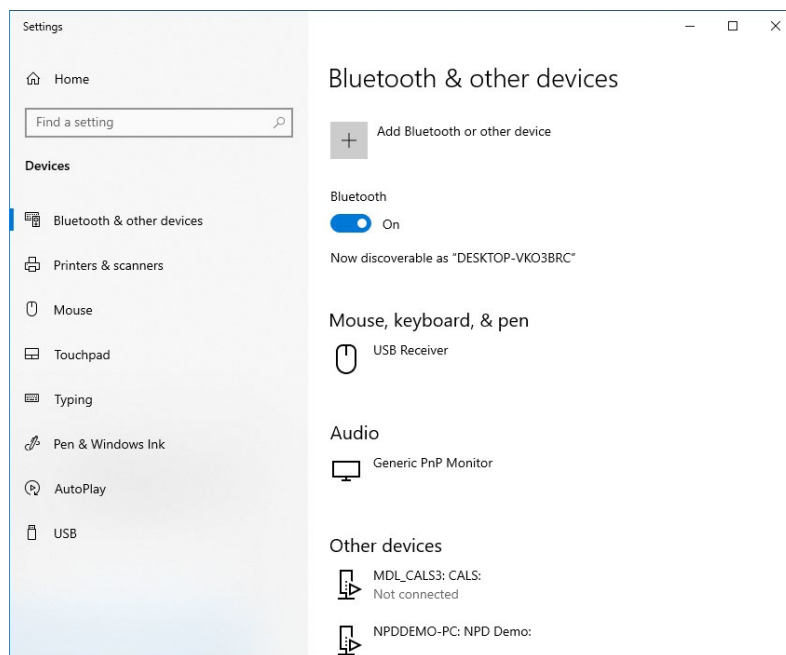 Settings
Home
Find a setting
Devices
Bluetooth & other devices
Printers & scanners
Mouse
Touchpad
Typing
Pen & Windows Ink
AutoPlay
USB
Bluetooth & other devices
Add Bluetooth or other device
Bluetooth
On
Now discoverable as “DESKTOP-VKO3BRC”
Mouse, keyboard, & pen
USB Receiver
Audio
Generic PnP Monitor
Other devices
MDL_CALS3: CALS:
Not connected
NPDDEMO-PC: NPD Demo: